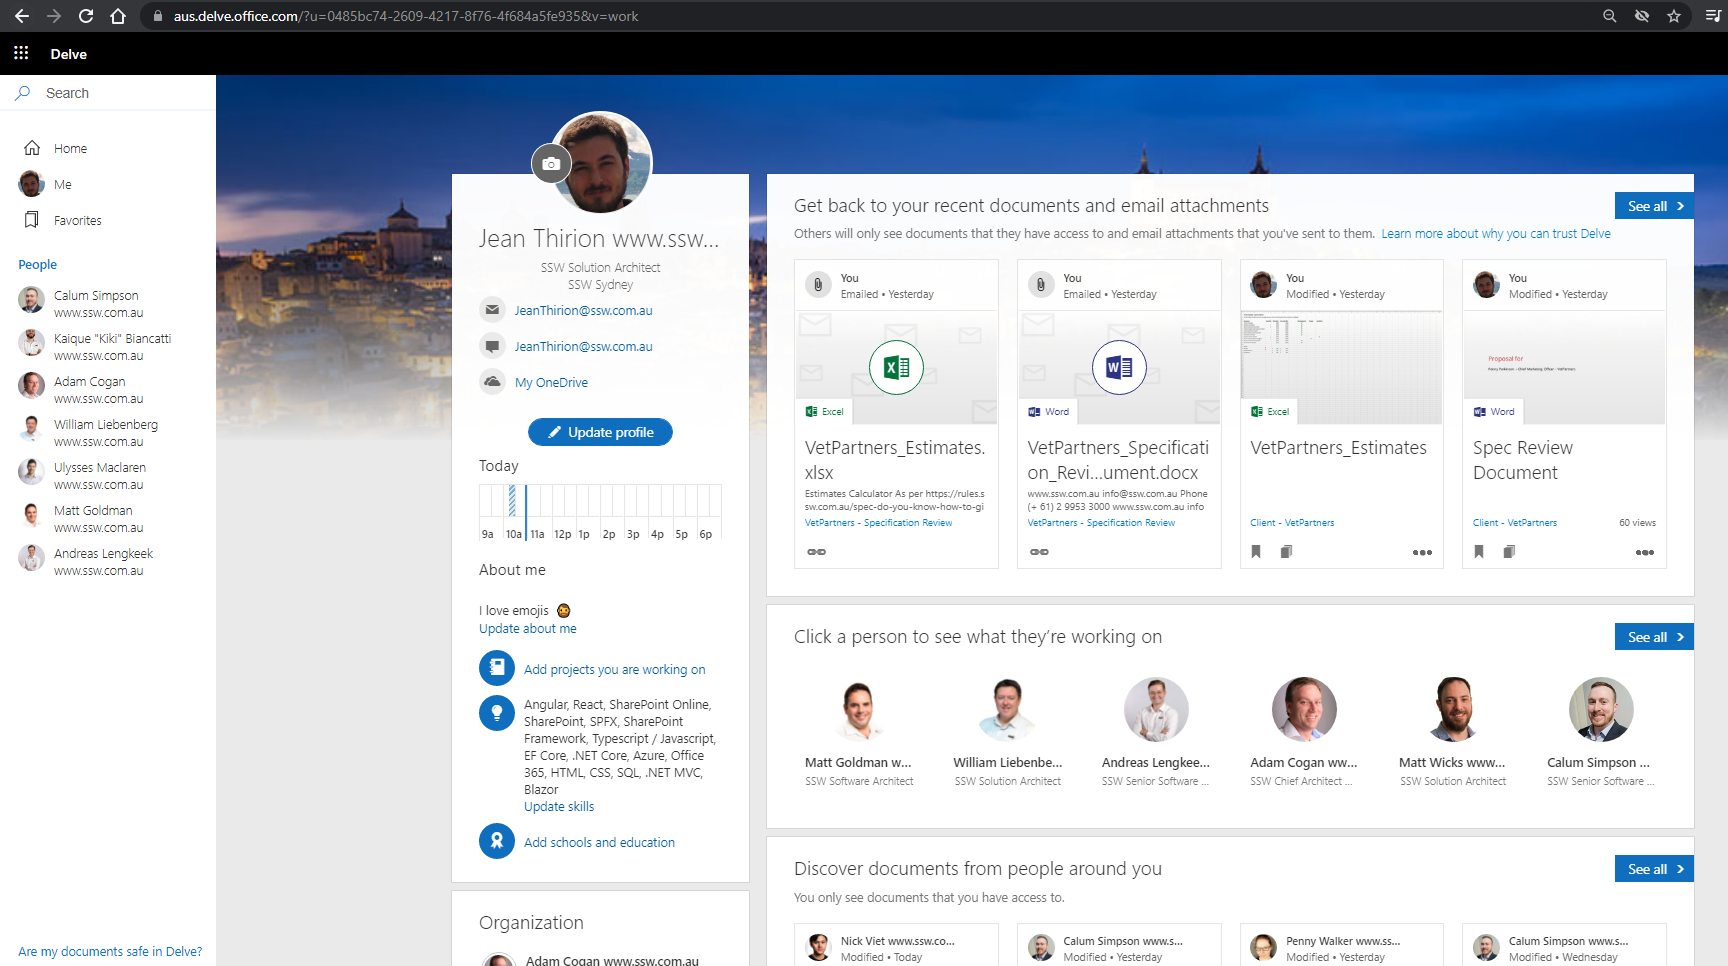 aus.delve.office.com/?u=0485bc74-2609-4217-8f76-4f684a5fe935&v=work
Delve
Search
Home
Me
Favorites
People
Calum Simpson
www.ssw.com.au
Kaique "Kiki" Biancatti
www.ssw.com.au
Adam Cogan
www.ssw.com.au
William Liebenberg
www.ssw.com.au
Ulysses Maclaren
www.ssw.com.au
Matt Goldman
www.ssw.com.au
Andreas Lengkeek
www.ssw.com.au
Are my documents safe in Delve?
Jean Thirion www.ssw...
SSW Solution Architect
SSW Sydney
JeanThirion@ssw.com.au
JeanThirion@ssw.com.au
My OneDrive
Update profile
Today
9a 10a 11a 12p 1p 2p 3p 4p 5p 6p
About me
I love emojis
Update about me
Add projects you are working on
Angular, React, SharePoint Online,
SharePoint, SPFX, SharePoint
Framework, Typescript / Javascript,
EF Core, .NET Core, Azure, Office
365, HTML, CSS, SQL, .NET MVC,
Blazor
Update skills
Add schools and education
Organization
Adam Cogan www.ssw.com.au
Get back to your recent documents and email attachments
See all
Others will only see documents that they have access to and email attachments that you've sent to them. Learn more about why you can trust Delve
You
Emailed • Yesterday
Excel
VetPartners_Estimates.
xlsx
Estimates Calculator As per https://rules.s
sw.com.au/spec-do-you-know-how-to-gi
VetPartners - Specification Review
You
Emailed • Yesterday
Word
VetPartners_Specificati
on_Revi...ument.docx
www.ssw.com.au info@ssw.com.au Phone
(+ 61) 2 9953 3000 www.ssw.com.au info
VetPartners - Specification Review
You
Modified • Yesterday
Excel
VetPartners_Estimates
Client - VetPartners
You
Modified • Yesterday
Proposal for
Penny Parkinson - Chief Marketing Officer - VetPartners
Word
Spec Review
Document
Client - VetPartners
60 views
Click a person to see what they’re working on
See all
Matt Goldman w...
SSW Software Architect
William Liebenbe...
SSW Solution Architect
Andreas Lengkee...
SSW Senior Software ...
Adam Cogan ww...
SSW Chief Architect ...
Matt Wicks www...
SSW Solution Architect
Calum Simpson ...
SSW Senior Software ...
Discover documents from people around you
See all
You only see documents that you have access to.
Nick Viet www.ssw.co...
Modified • Today
Calum Simpson www.s...
Modified • Yesterday
Penny Walker www.ss...
Modified • Yesterday
Calum Simpson www.s...
Modified • Wednesday